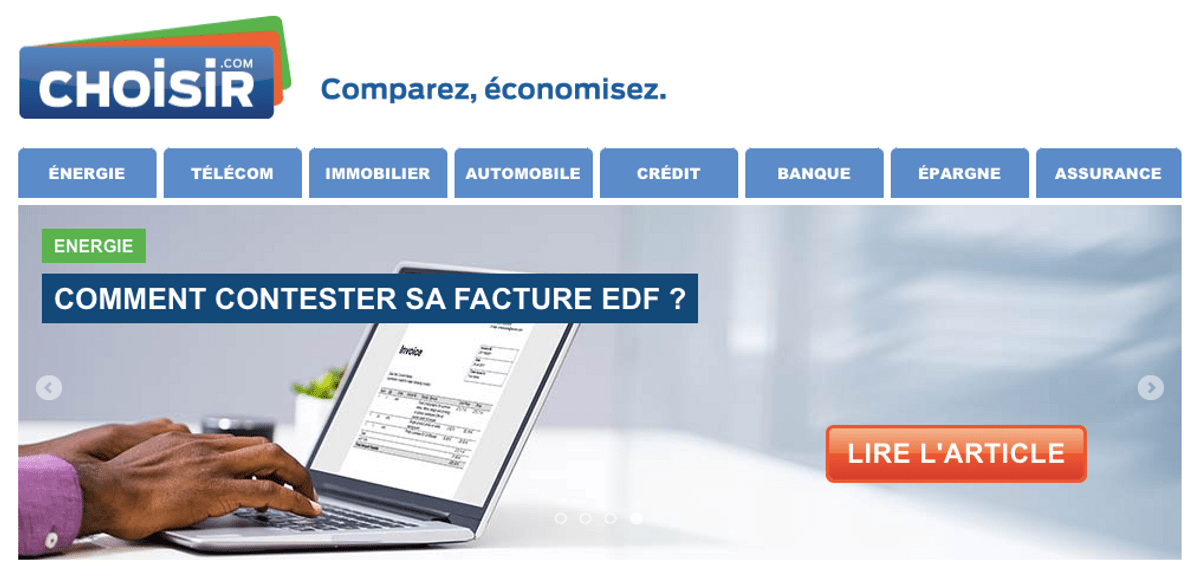 CHOISIR.COM
Comparez, économisez.
ÉNERGIE
TÉLÉCOM
IMMOBILIER
AUTOMOBILE
CRÉDIT
BANQUE
ÉPARGNE
ASSURANCE
ENERGIE
COMMENT CONTESTER SA FACTURE EDF ?
Invoice
LIRE L'ARTICLE